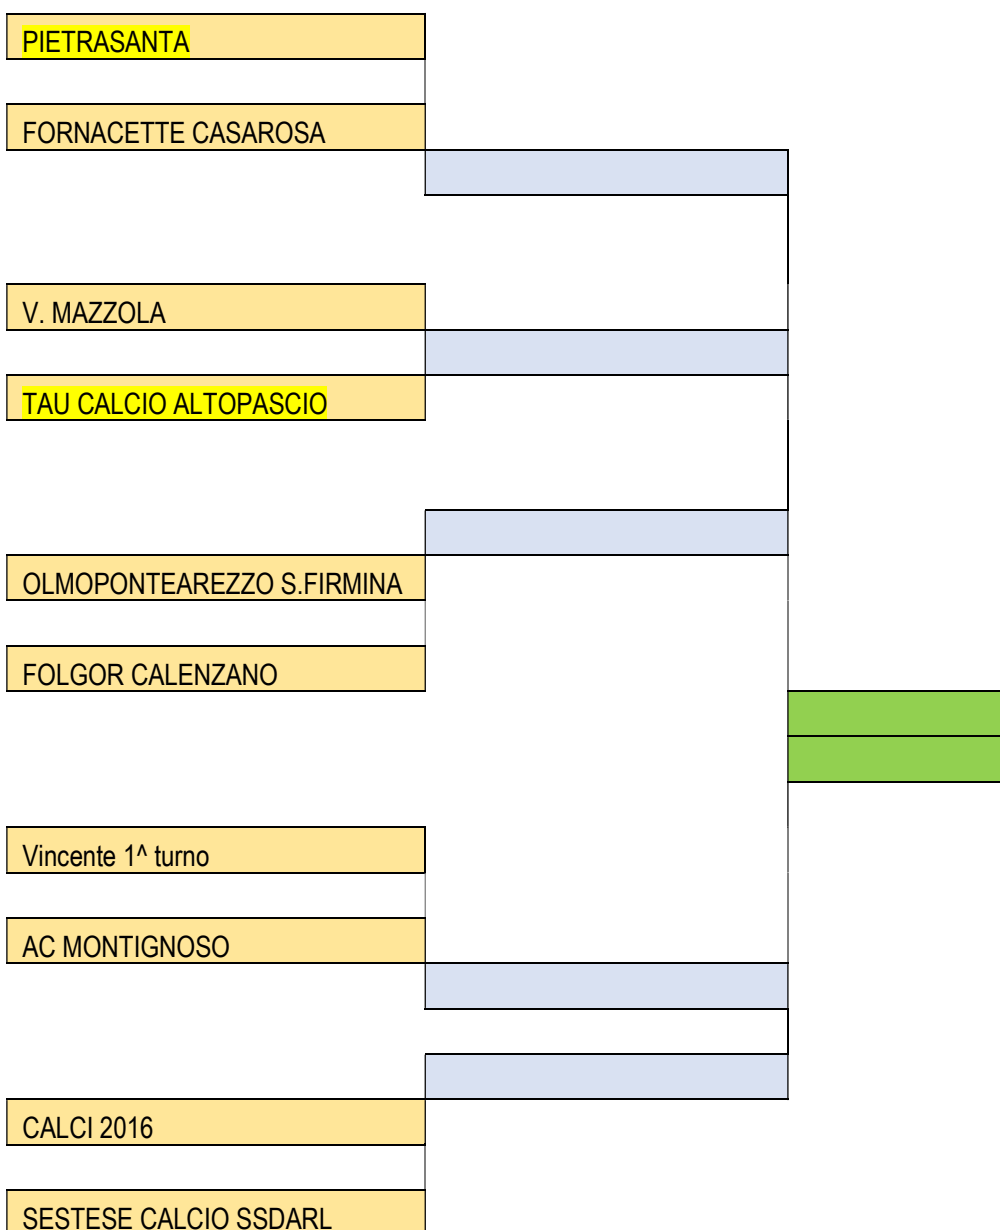 PIETRASANTA
FORNACETTE CASAROSA
V. MAZZOLA
TAU CALCIO ALTOPASCIO
OLMOPONTEAREZZO S.FIRMINA
FOLGOR CALENZANO
Vincente 1^ turno
AC MONTIGNOSO
CALCI 2016
SESTESE CALCIO SSDARL